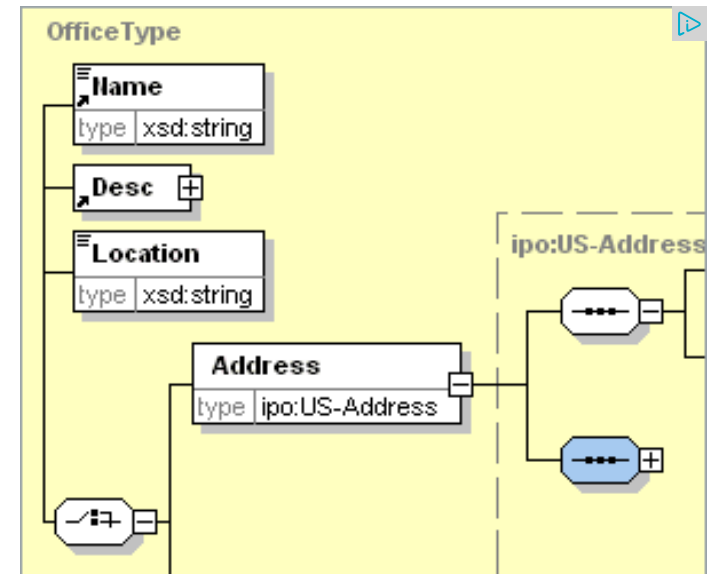 OfficeType
Name
type xsd:string
Desc
Location
type xsd:string
ipo:US-Address
Address
type ipo:US-Address